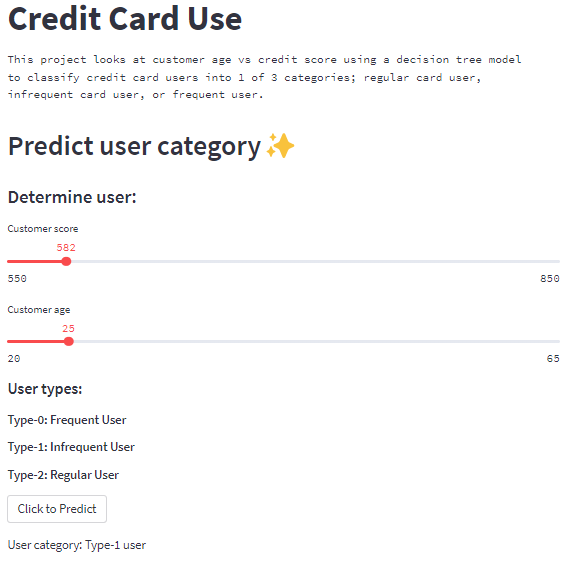 Credit Card Use
This project looks at customer age vs credit score using a decision tree model
to classify credit card users into 1 of 3 categories; regular card user,
infrequent card user, or frequent user.
Predict user category ✨
Determine user:
Customer score
582
550 850
Customer age
25
20 65
User types:
Type-0: Frequent User
Type-1: Infrequent User
Type-2: Regular User
Click to Predict
User category: Type-1 user